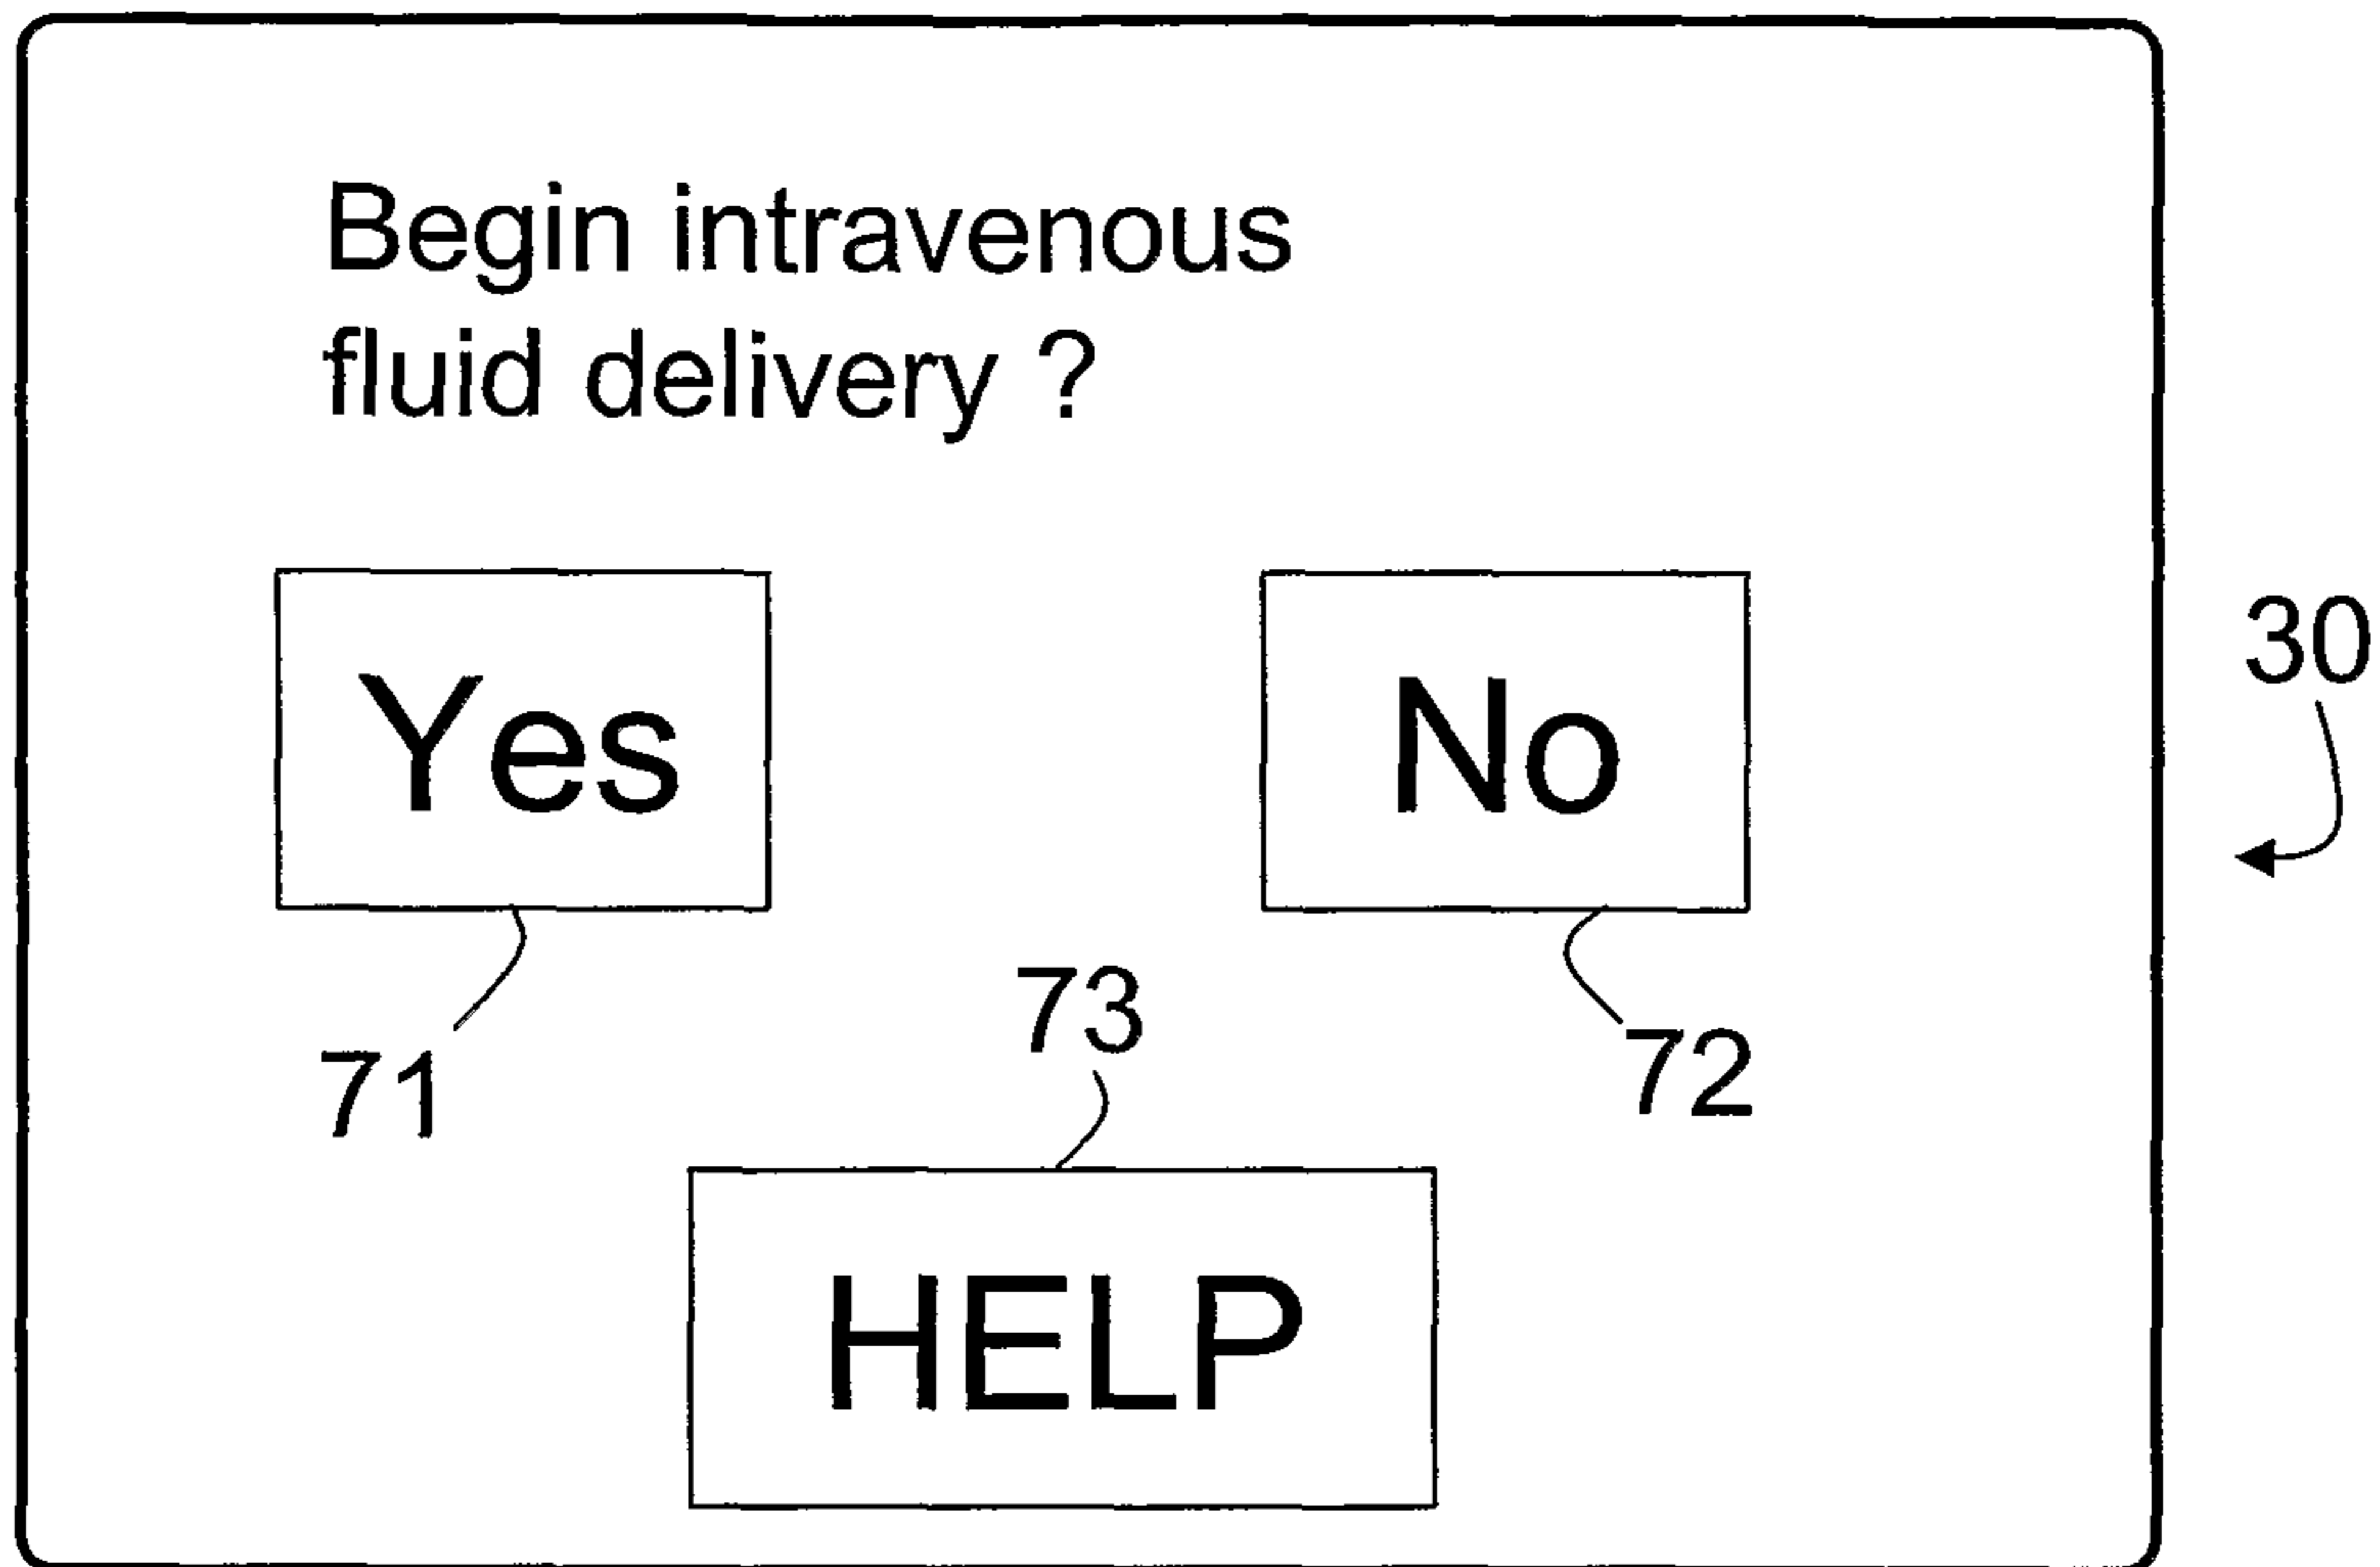 Begin intravenous
fluid delivery ?
Yes
No
30
71
73
72
HELP